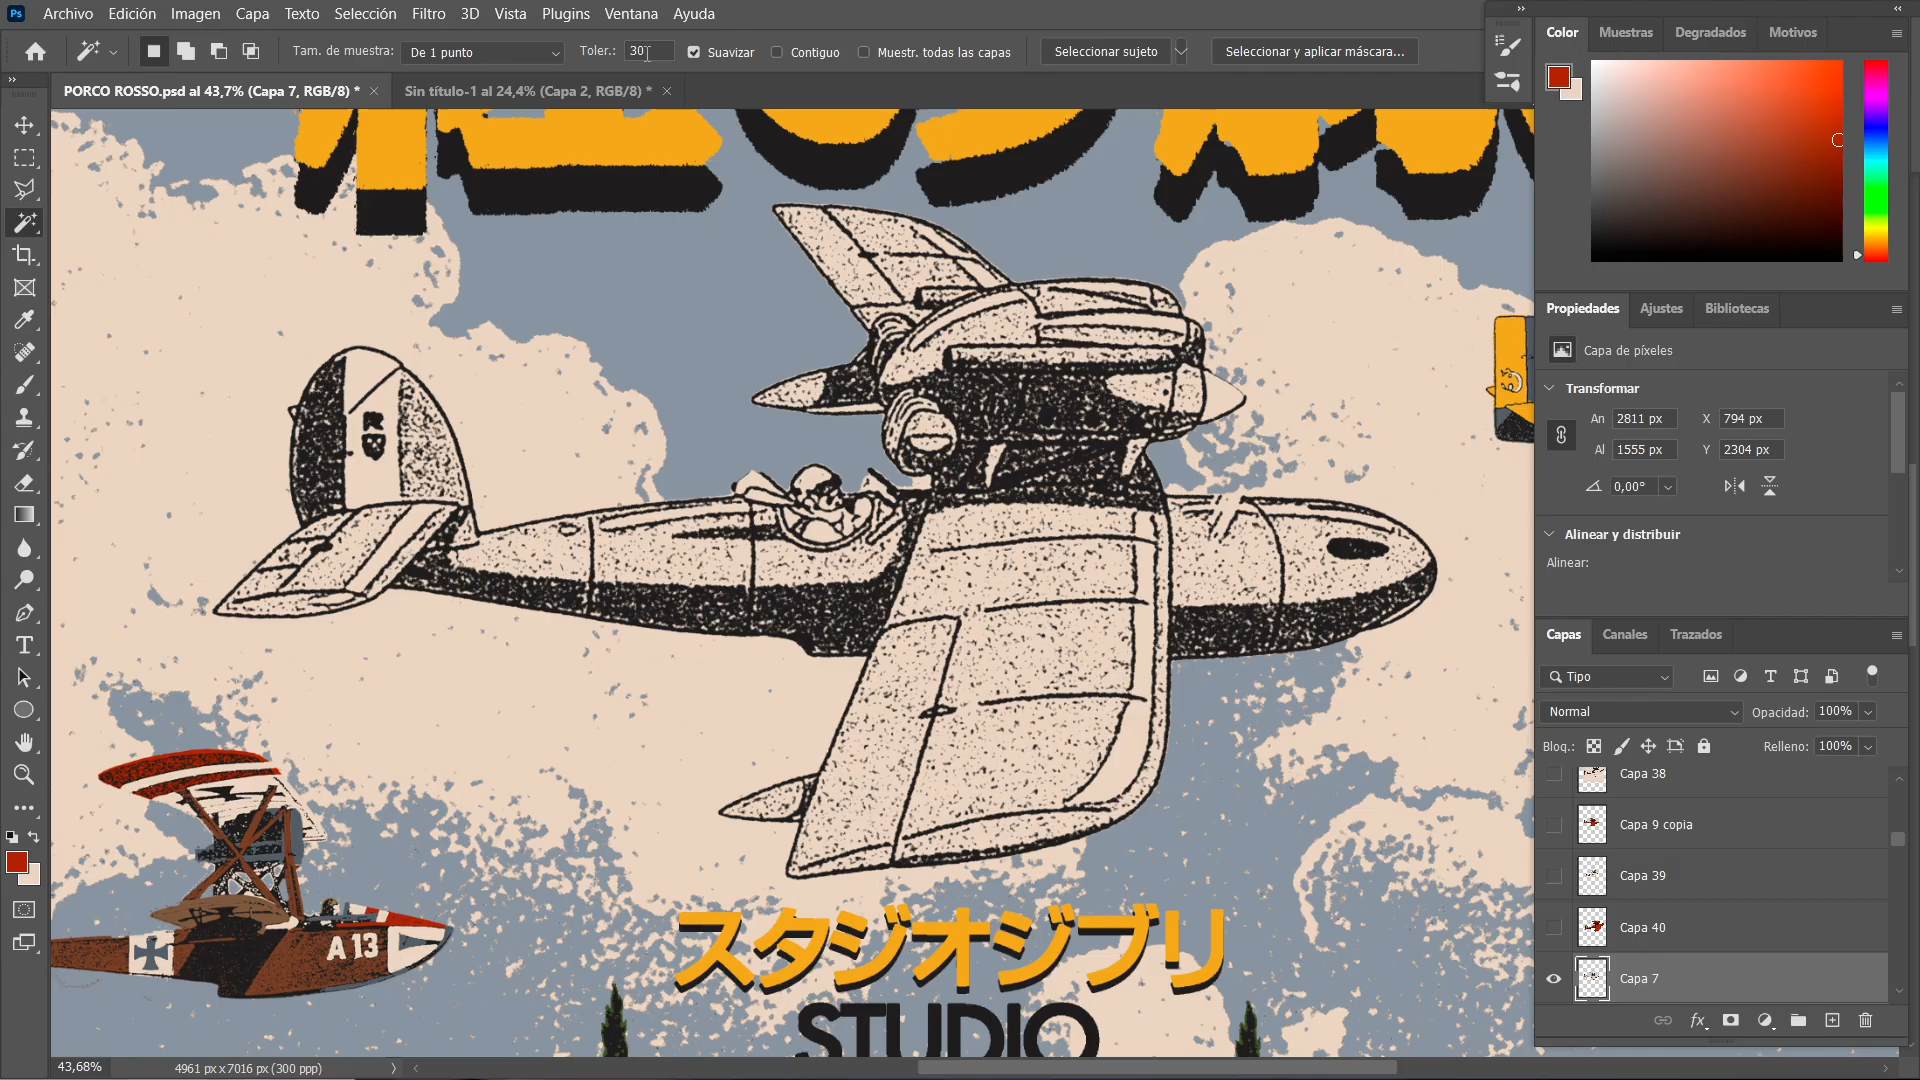 Ps Archivo Edición Imagen Capa Texto Selección Filtro 3D Vista Plugins Ventana Ayuda
Tam. de muestra: De 1 punto Toler.: 30 Suavizar Contiguo Muestr. todas las capas Seleccionar sujeto Seleccionar y aplicar máscara...
PORCO ROSSO.psd al 43,7% (Capa 7, RGB/8) * Sin título-1 al 24,4% (Capa 2, RGB/8) *
Color Muestras Degradados Motivos
Propiedades Ajustes Bibliotecas
Capa de píxeles
Transformar
An 2811 px X 794 px
Al 1555 px Y 2304 px
0,00°
Alinear y distribuir
Alinear:
Capas Canales Trazados
Tipo
Normal Opacidad: 100%
Bloq.: Relleno: 100%
Capa 38
Capa 9 copia
Capa 39
Capa 40
Capa 7
A 13
スタジオジブリ
STUDIO
43,68% 4961 px x 7016 px (300 ppp)